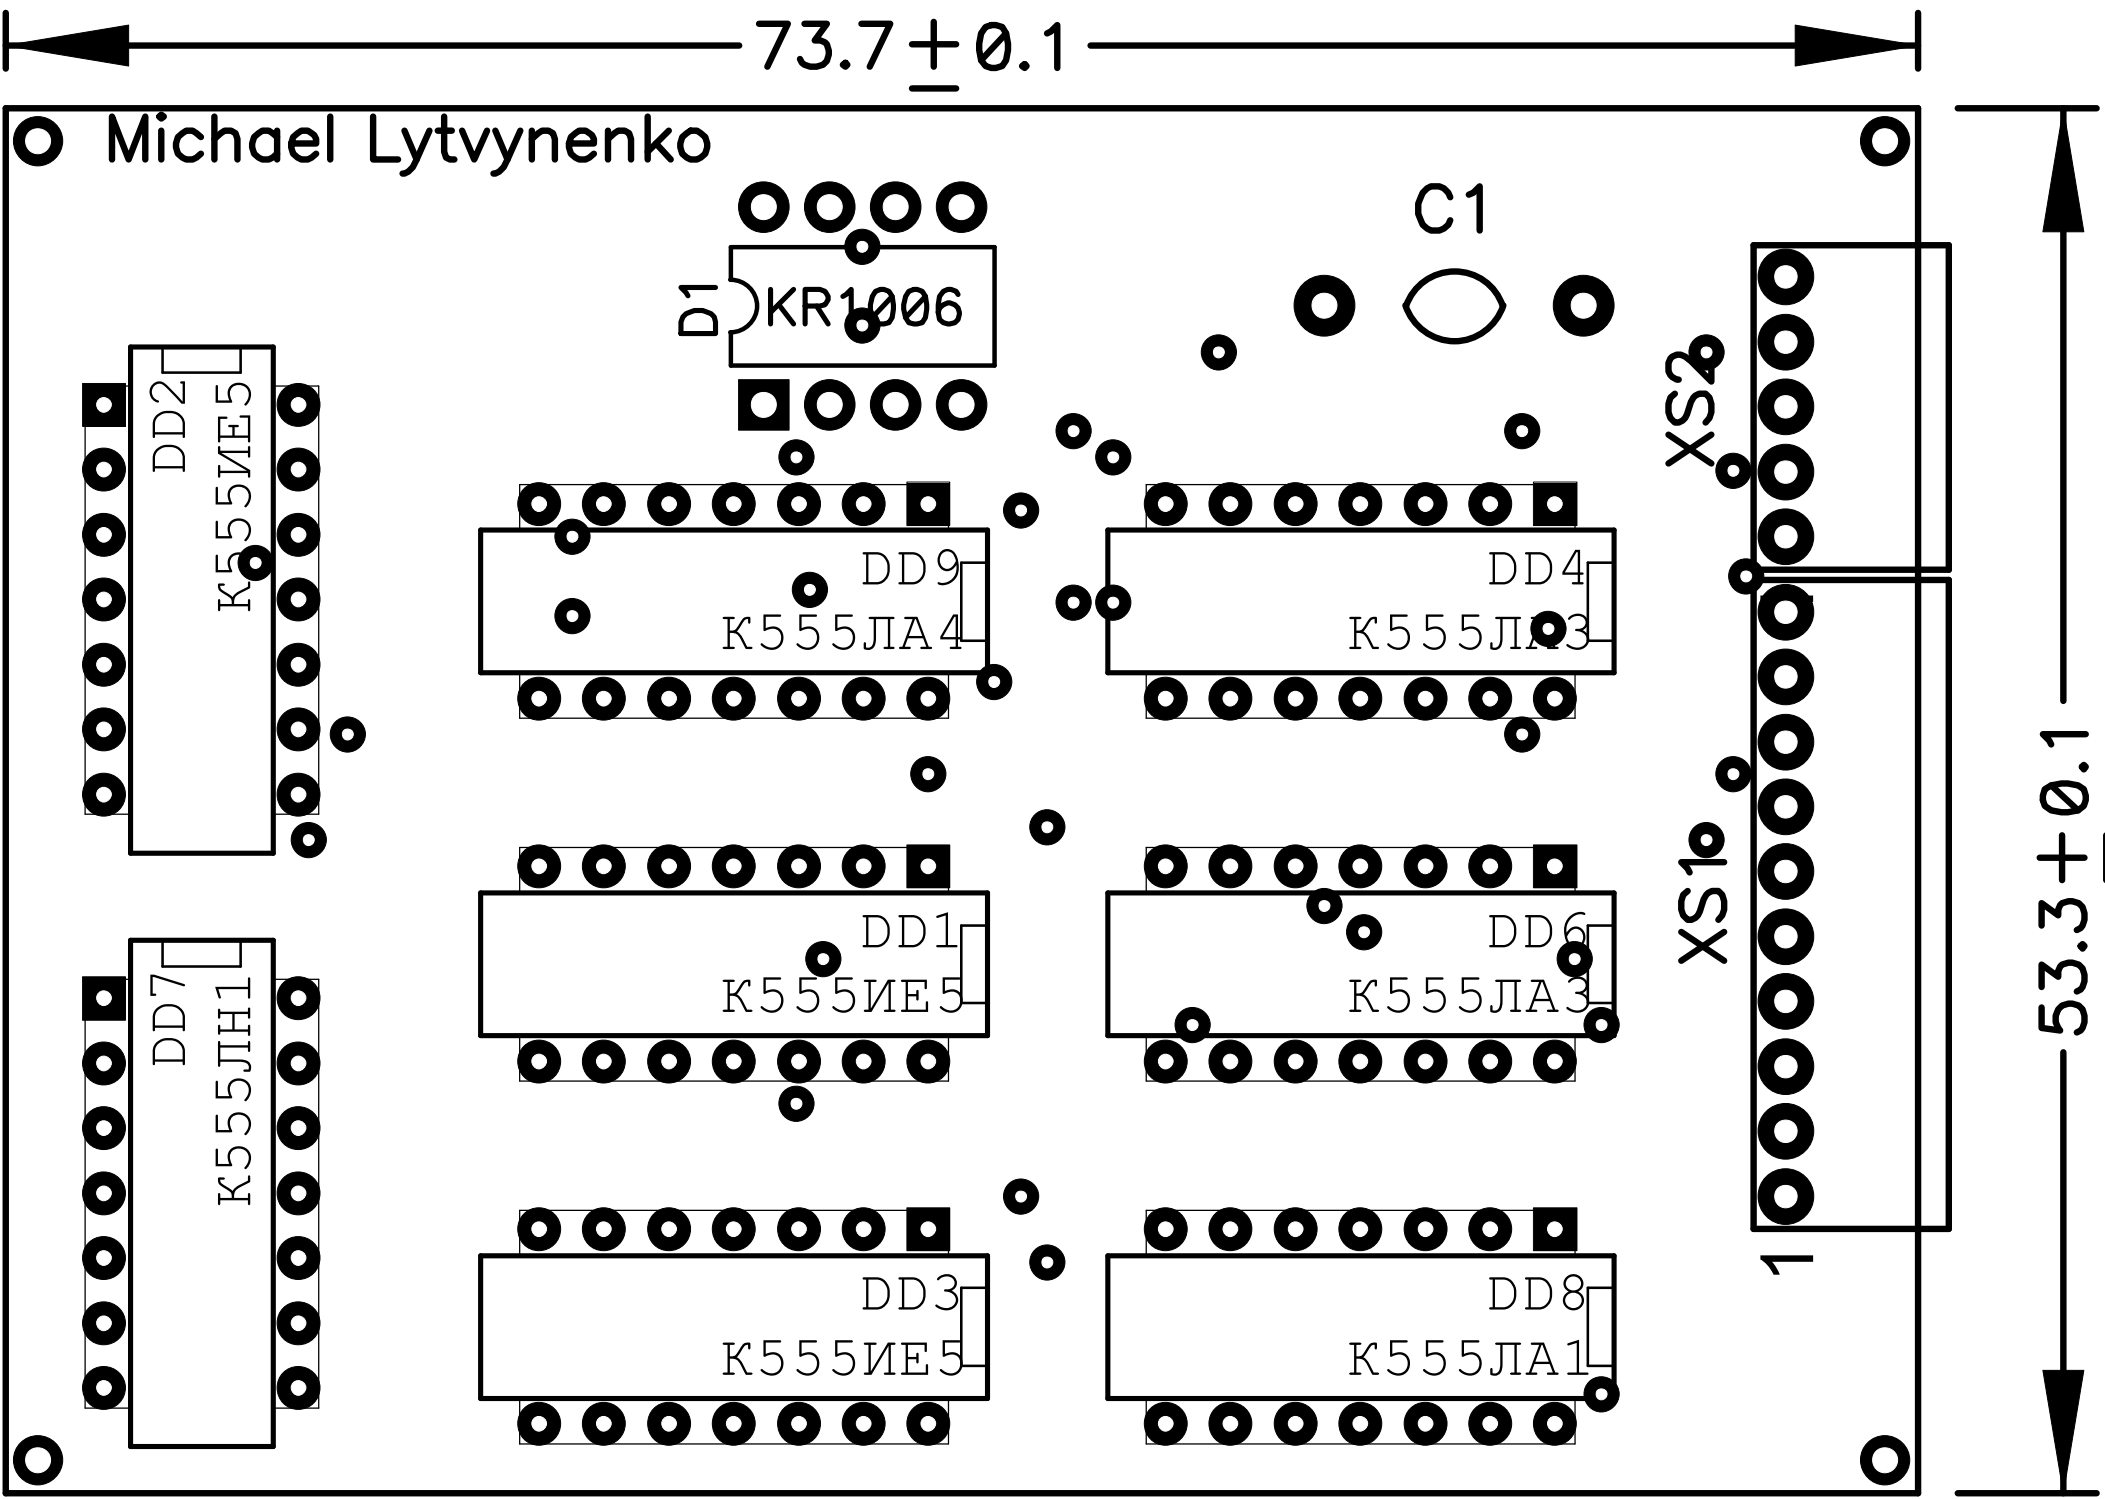 73.7±0.1
Michael Lytvynenko
C1
D1
KR1006
XS2
DD2
К555ИЕ5
DD9
К555ЛА4
DD4
К555ЛА3
53.3±0.1
XS1
DD1
К555ИЕ5
DD6
К555ЛА3
DD7
К555ЛН1
1
DD3
К555ИЕ5
DD8
К555ЛА1